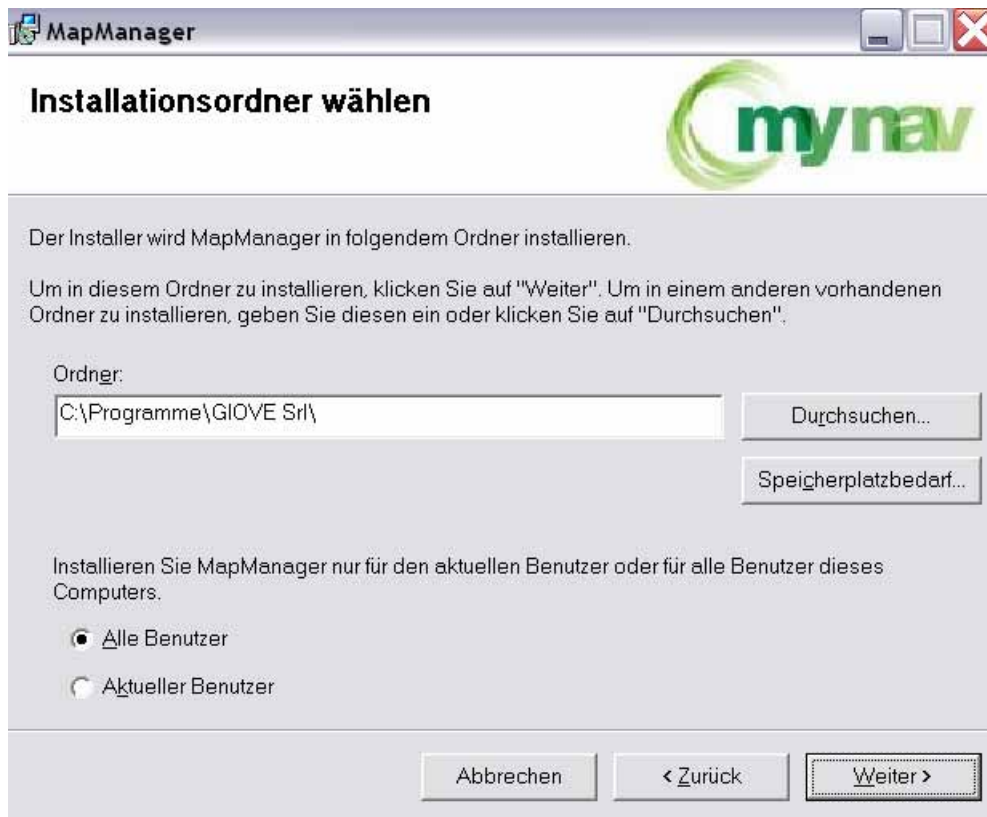 MapManager
Installationsordner wählen
mynav
Der Installer wird MapManager in folgendem Ordner installieren.
Um in diesem Ordner zu installieren, klicken Sie auf "Weiter". Um in einem anderen vorhandenen
Ordner zu installieren, geben Sie diesen ein oder klicken Sie auf "Durchsuchen".
Ordner:
C:\Programme\GIOVE Srl\
Durchsuchen...
Speicherplatzbedarf...
Installieren Sie MapManager nur für den aktuellen Benutzer oder für alle Benutzer dieses
Computers.
Alle Benutzer
Aktueller Benutzer
Abbrechen
< Zurück
Weiter >